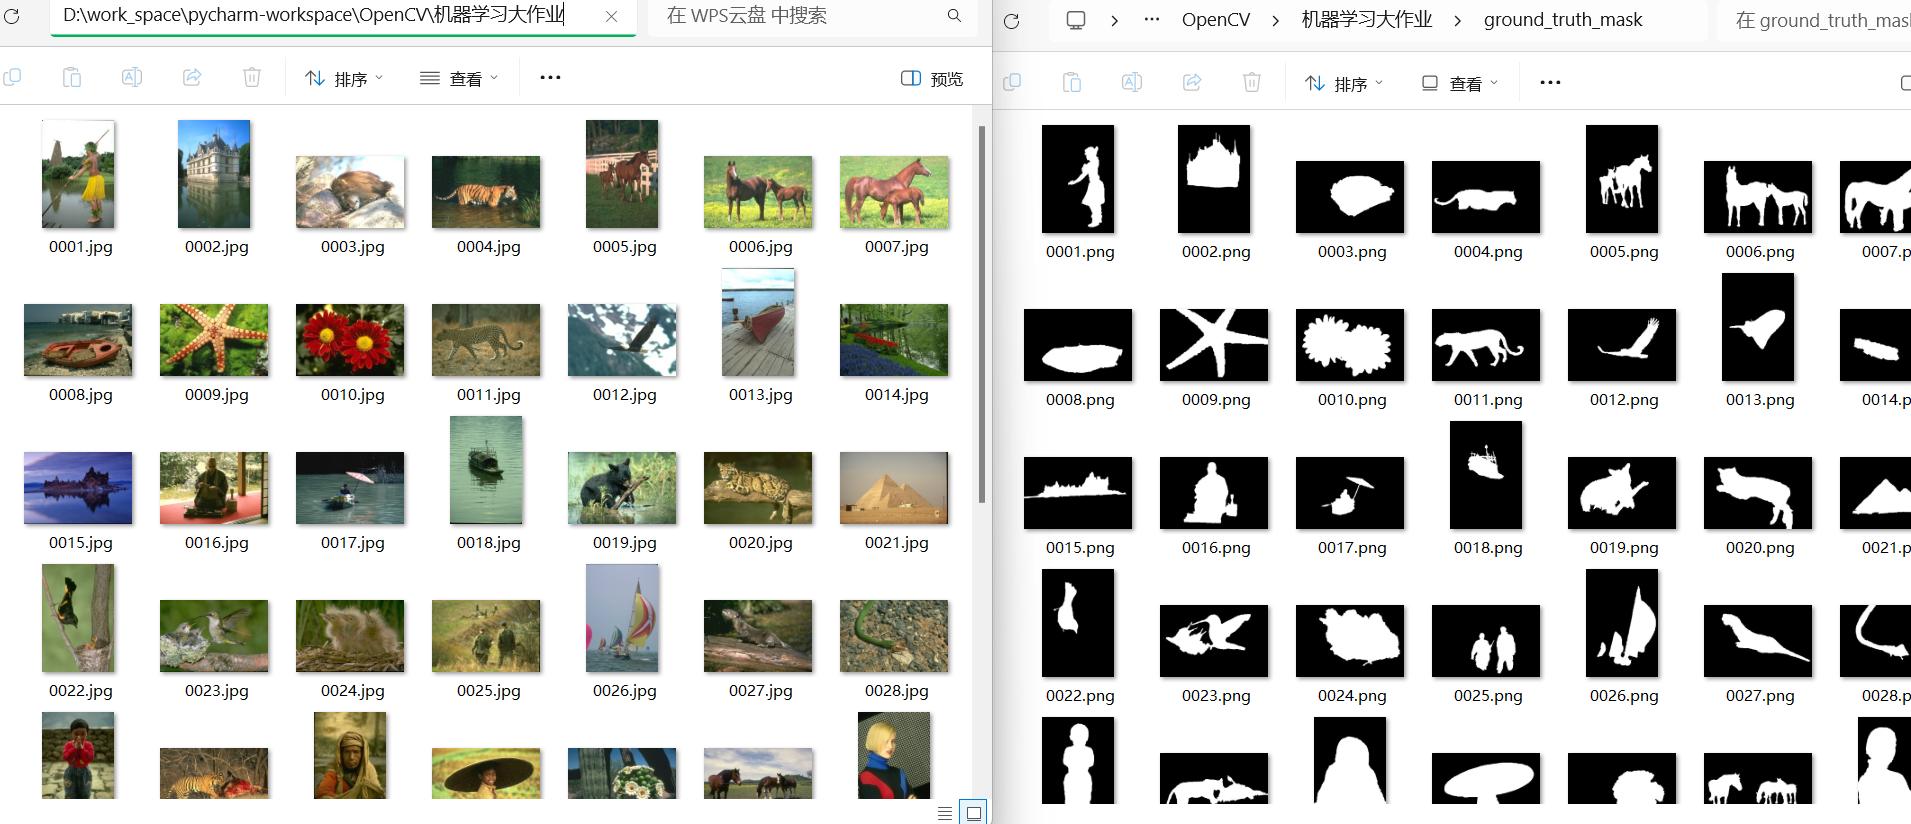 D:\work_space\pycharm-workspace\OpenCV\机器学习大作业
在 WPS云盘 中搜索
排序
查看
预览
0001.jpg
0002.jpg
0003.jpg
0004.jpg
0005.jpg
0006.jpg
0007.jpg
0008.jpg
0009.jpg
0010.jpg
0011.jpg
0012.jpg
0013.jpg
0014.jpg
0015.jpg
0016.jpg
0017.jpg
0018.jpg
0019.jpg
0020.jpg
0021.jpg
0022.jpg
0023.jpg
0024.jpg
0025.jpg
0026.jpg
0027.jpg
0028.jpg
OpenCV
机器学习大作业
ground_truth_mask
在 ground_truth_mas
排序
查看
0001.png
0002.png
0003.png
0004.png
0005.png
0006.png
0007.p
0008.png
0009.png
0010.png
0011.png
0012.png
0013.png
0014.p
0015.png
0016.png
0017.png
0018.png
0019.png
0020.png
0021.p
0022.png
0023.png
0024.png
0025.png
0026.png
0027.png
0028.p